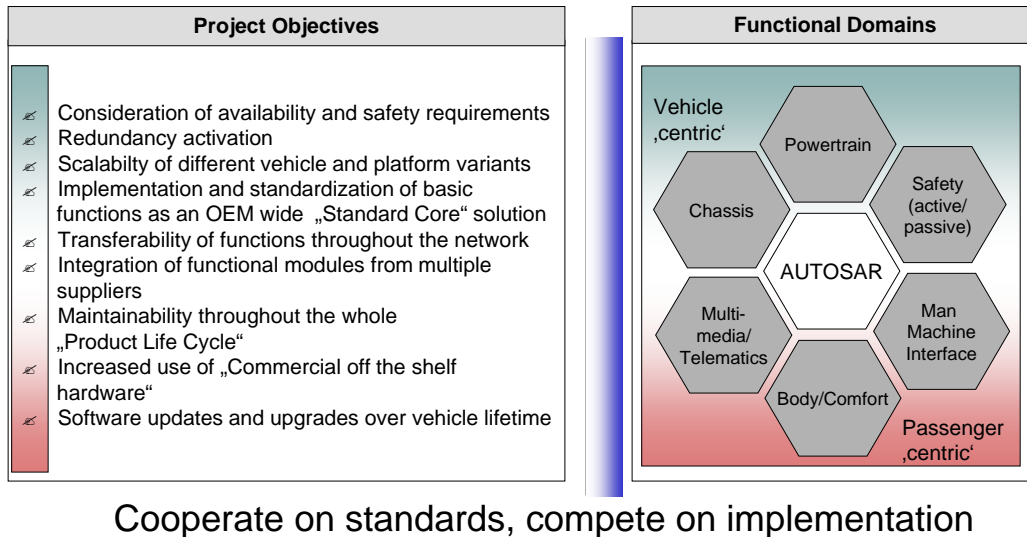 Project Objectives
Consideration of availability and safety requirements
Redundancy activation
Scalabilty of different vehicle and platform variants
Implementation and standardization of basic
functions as an OEM wide „Standard Core“ solution
Transferability of functions throughout the network
Integration of functional modules from multiple
suppliers
Maintainability throughout the whole
„Product Life Cycle“
Increased use of „Commercial off the shelf
hardware“
Software updates and upgrades over vehicle lifetime
Functional Domains
Vehicle
‚centric‘
Powertrain
Chassis
Safety
(active/
passive)
AUTOSAR
Multi-
media/
Telematics
Man
Machine
Interface
Body/Comfort
Passenger
‚centric‘
Cooperate on standards, compete on implementation